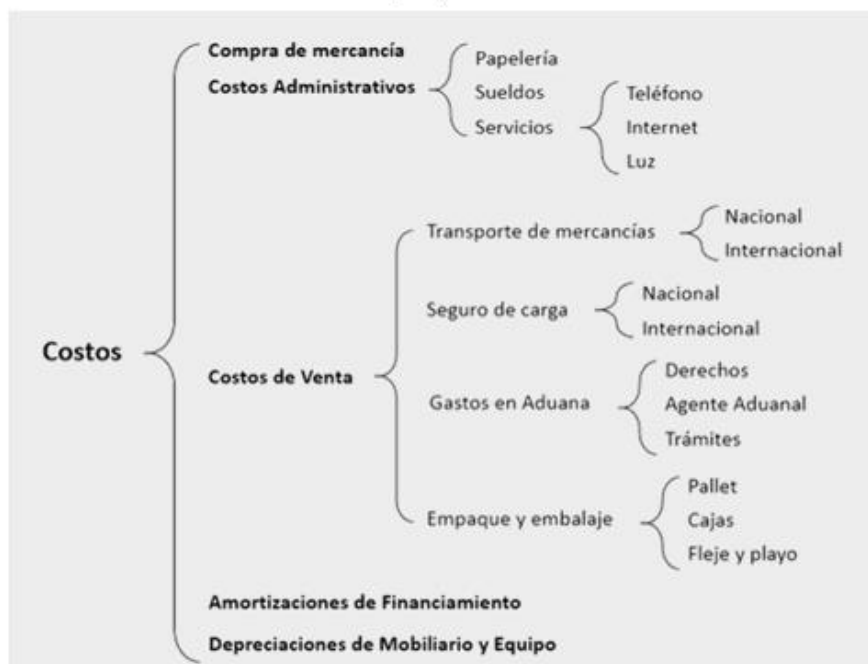 Compra de mercancía
Costos Administrativos
Papelería
Sueldos
Servicios
Teléfono
Internet
Luz
Costos
Costos de Venta
Transporte de mercancías
Nacional
Internacional
Seguro de carga
Nacional
Internacional
Gastos en Aduana
Derechos
Agente Aduanal
Trámites
Empaque y embalaje
Pallet
Cajas
Fleje y playo
Amortizaciones de Financiamiento
Depreciaciones de Mobiliario y Equipo